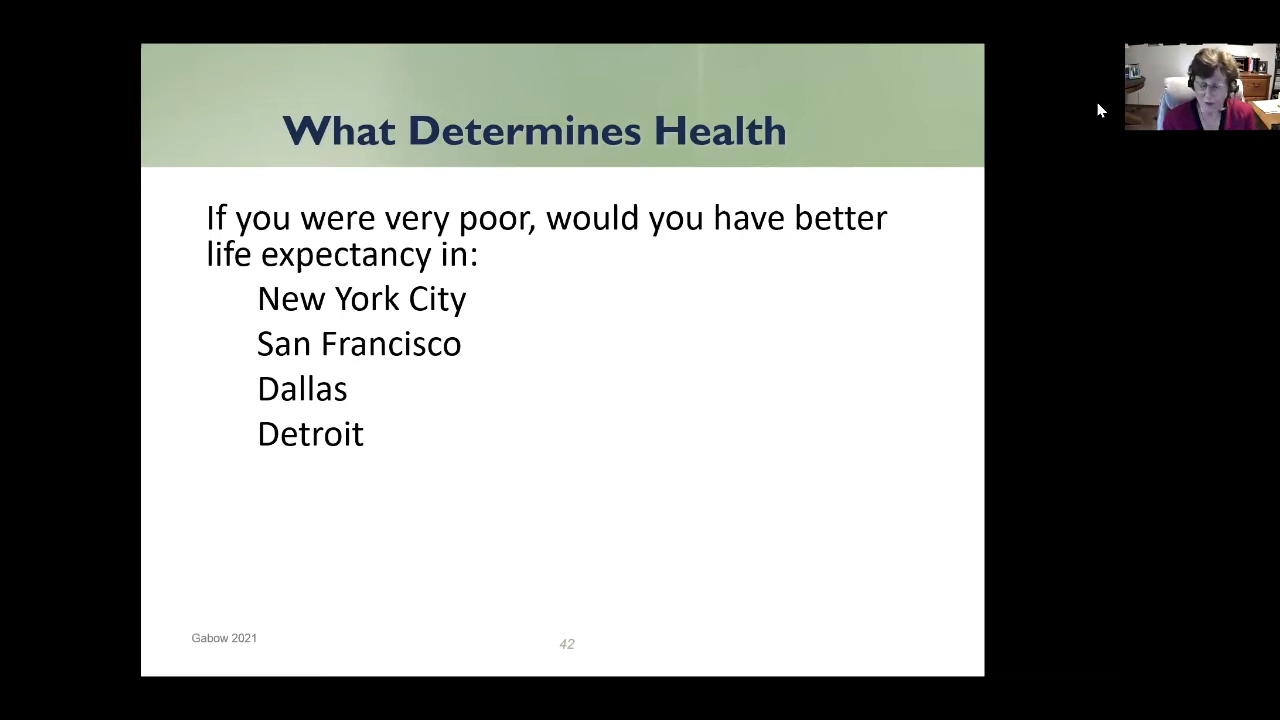 What Determines Health
If you were very poor, would you have better
life expectancy in:
New York City
San Francisco
Dallas
Detroit
Gabow 2021
42